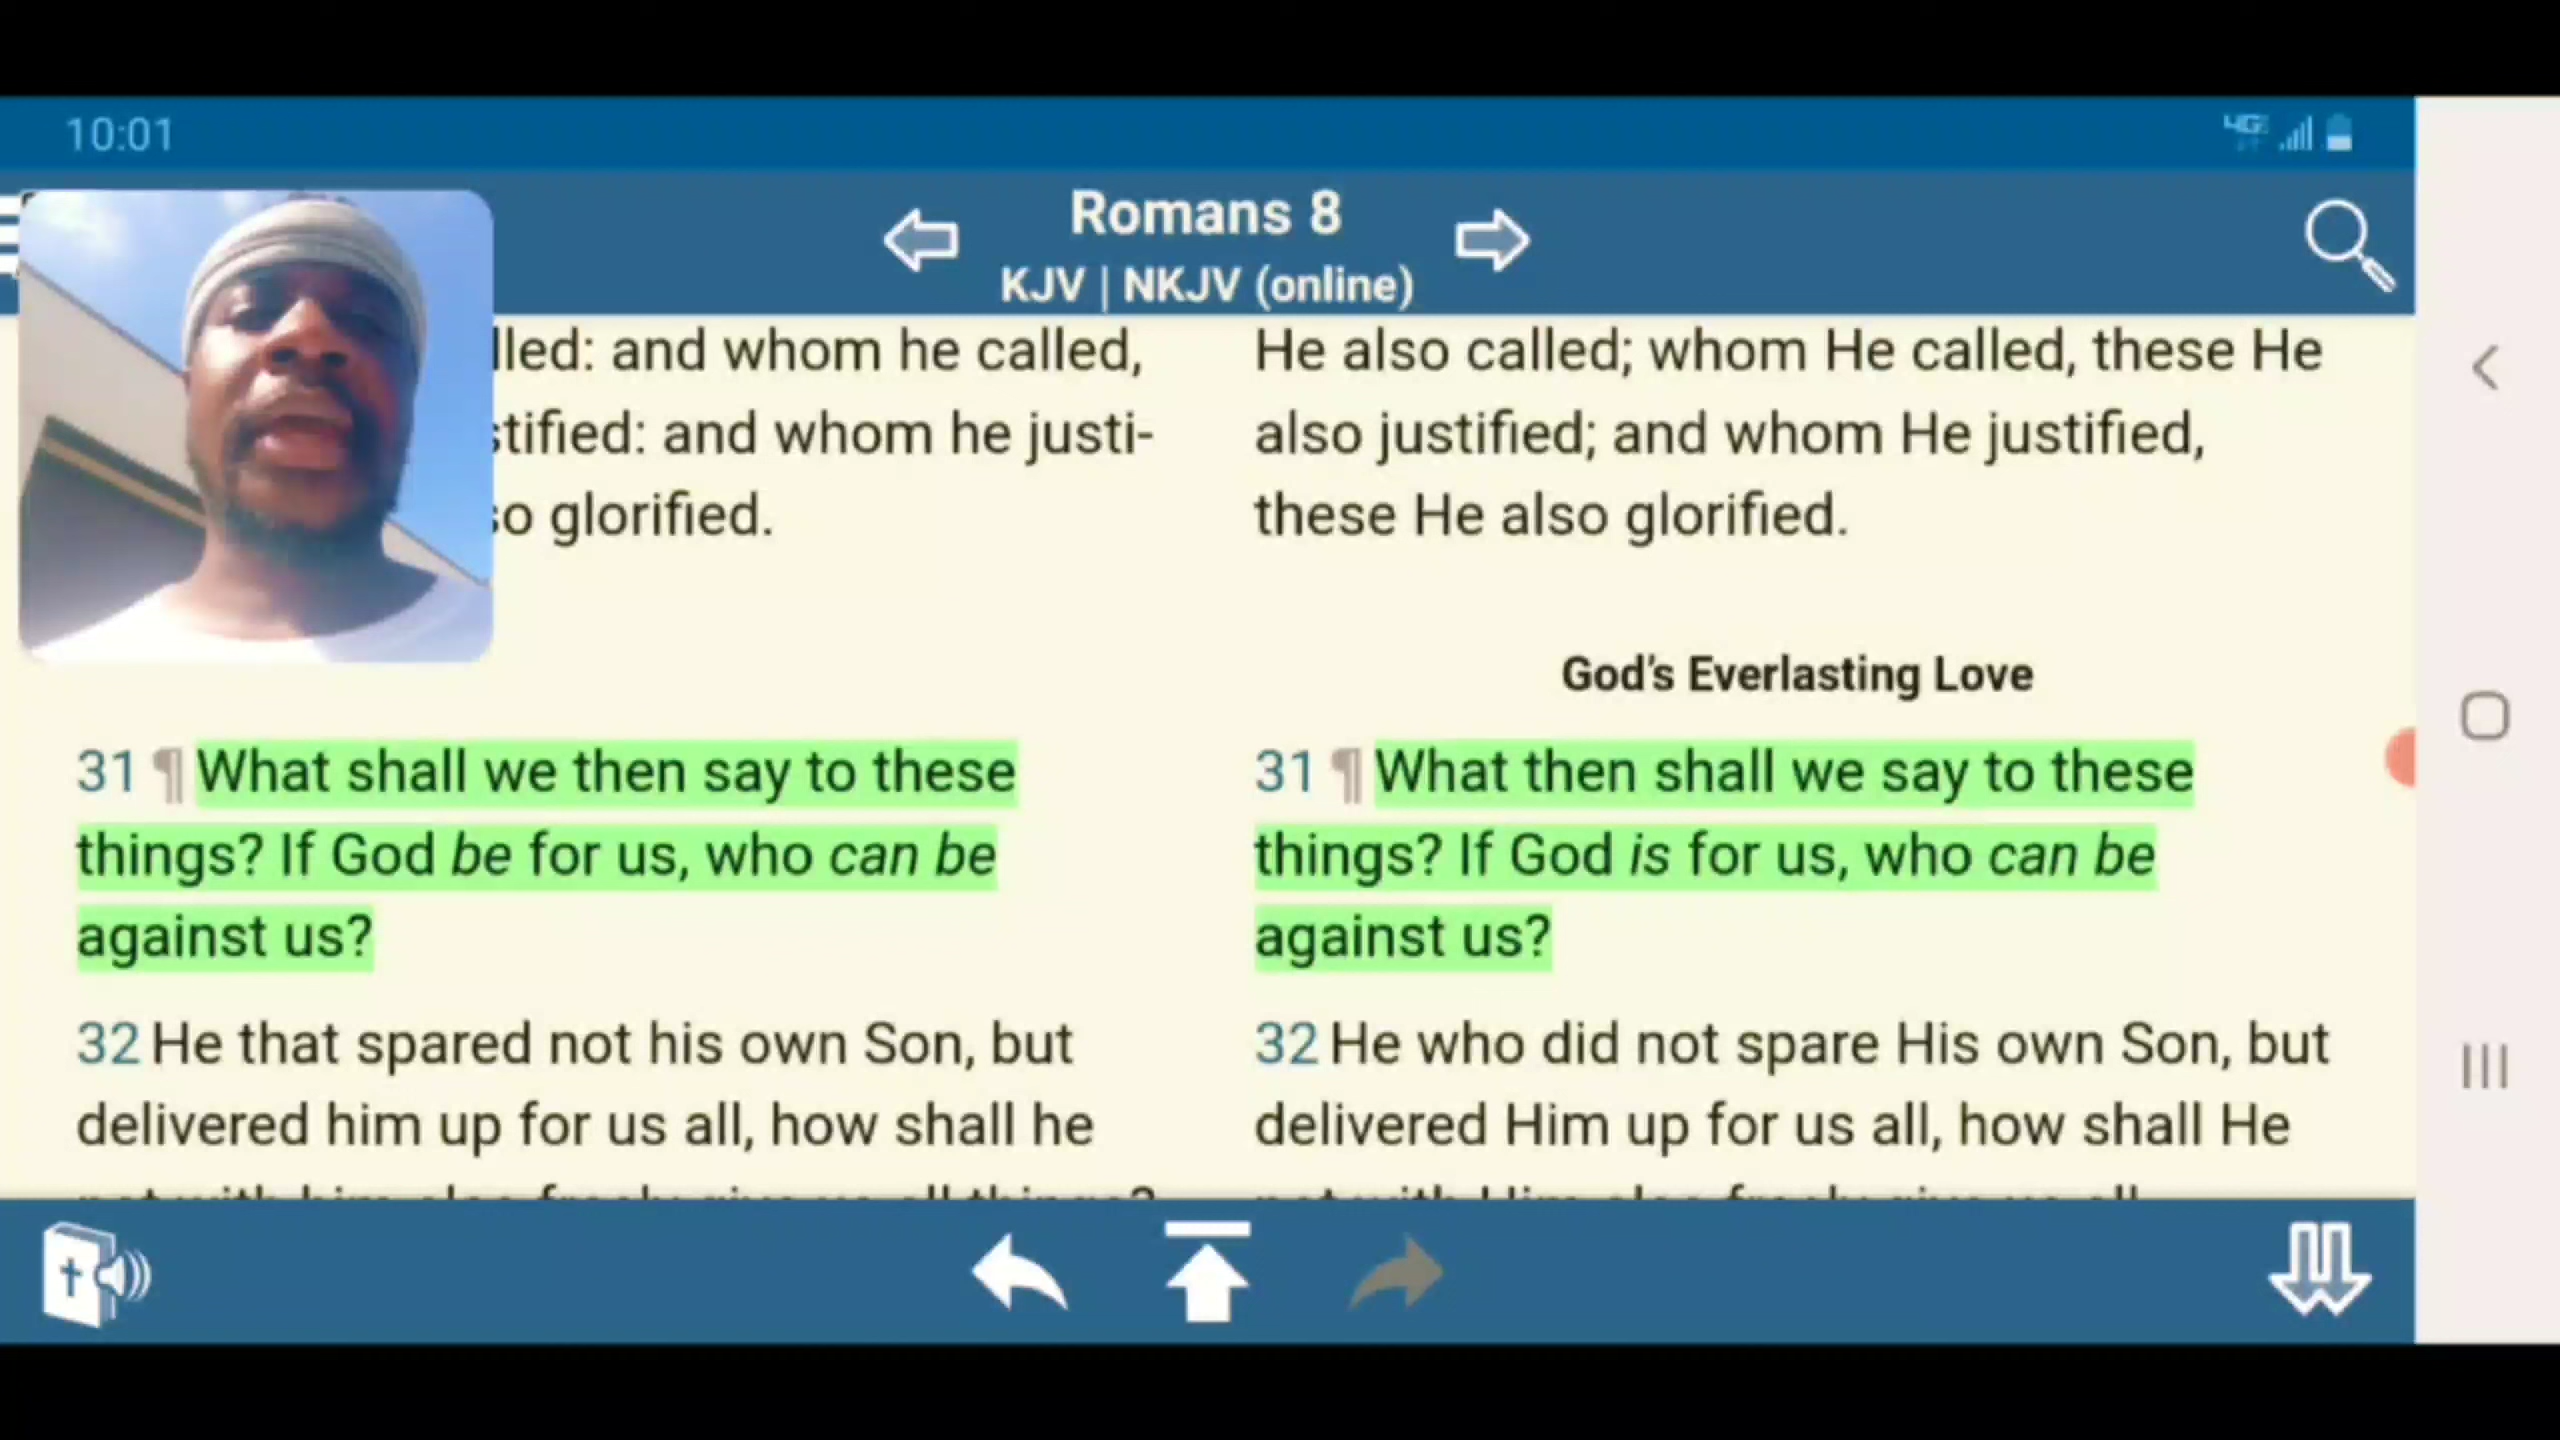 10:01
4G
Romans 8
KJV | NKJV (online)
and whom he called,
and whom he justi-
glorified.
31 ¶ What shall we then say to these
things? If God be for us, who can be
against us?
32 He that spared not his own Son, but
delivered him up for us all, how shall he
He also called; whom He called, these He
also justified; and whom He justified,
these He also glorified.
God's Everlasting Love
31 ¶ What then shall we say to these
things? If God is for us, who can be
against us?
32 He who did not spare His own Son, but
delivered Him up for us all, how shall He